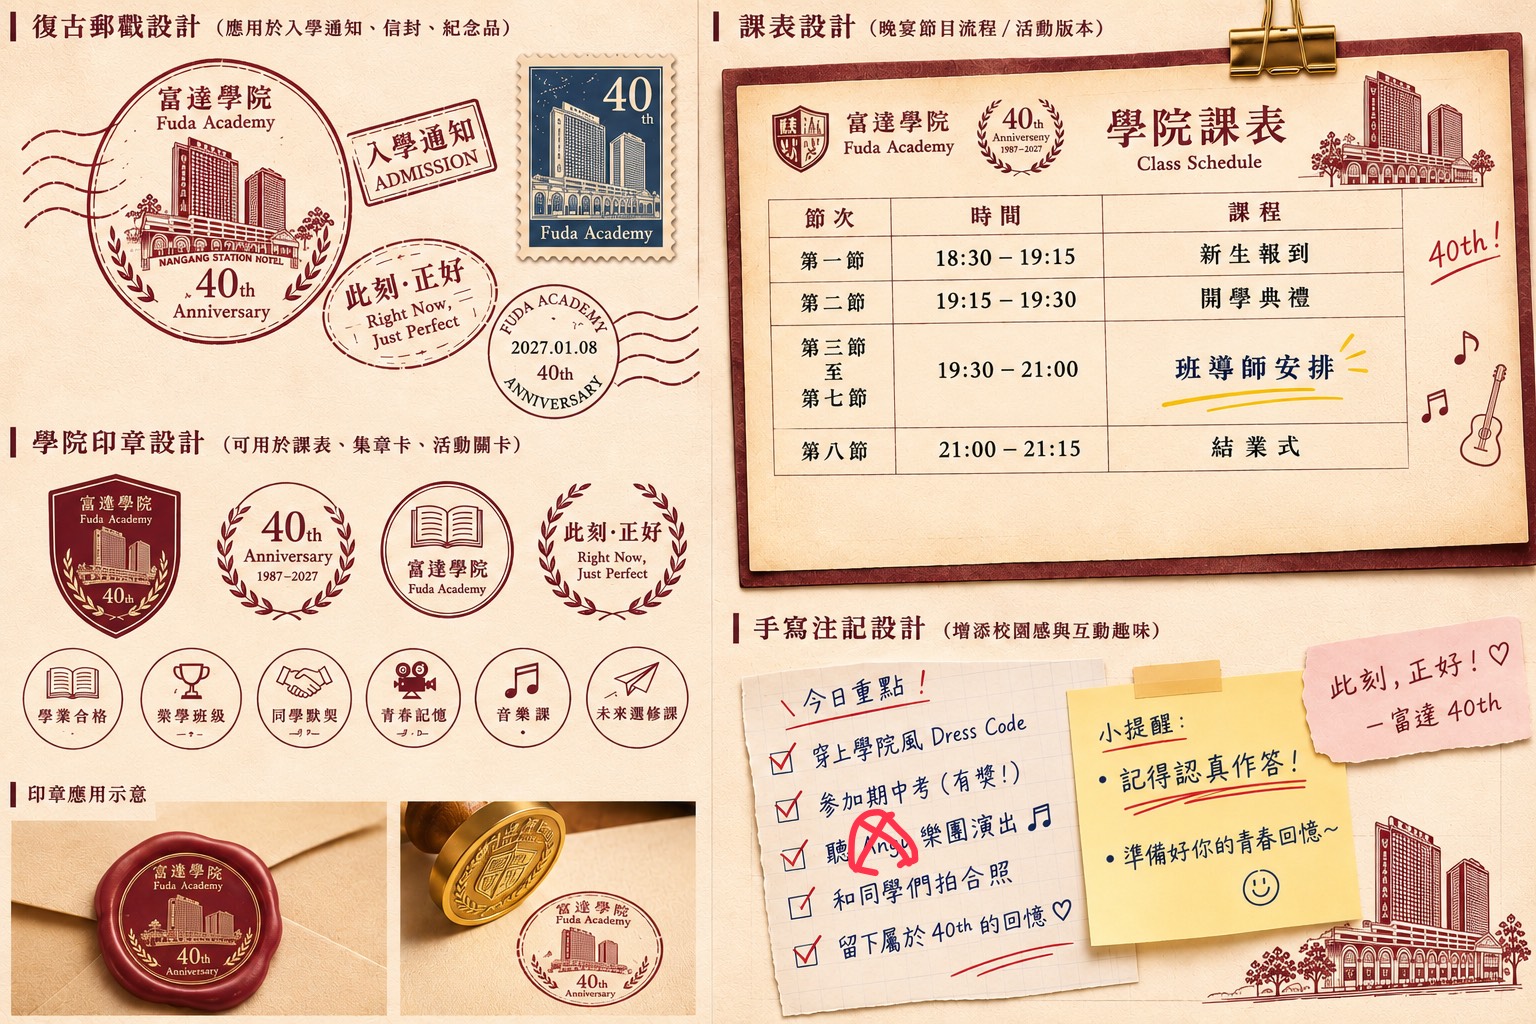 復古郵戳設計 (應用於入學通知、信封、紀念品)
富達學院
Fuda Academy
NANGANG STATION HOTEL
40th
Anniversary
入學通知
ADMISSION
40th
Fuda Academy
此刻·正好
Right Now,
Just Perfect
FUDA ACADEMY
2027.01.08
40th
ANNIVERSARY
學院印章設計 (可用於課表、集章卡、活動關卡)
富達學院
Fuda Academy
40th
40th
Anniversary
1987–2027
富達學院
Fuda Academy
此刻·正好
Right Now,
Just Perfect
學業合格
榮學班級
同學默契
青春記憶
音樂課
未來選修課
印章應用示意
富達學院
Fuda Academy
40th
Anniversary
富達學院
Fuda Academy
40th
Anniversary
課表設計 (晚宴節目流程 / 活動版本)
富達學院
Fuda Academy
40th
Anniverseny
1987–2027
學院課表
Class Schedule
節次 時間 課程
第一節 18:30 – 19:15 新生報到
第二節 19:15 – 19:30 開學典禮
第三節
至
第七節
19:30 – 21:00 班導師安排
第八節 21:00 – 21:15 結業式
40th!
手寫注記設計 (增添校園感與互動趣味)
今日重點!
穿上學院風 Dress Code
參加期中考 (有獎!)
聽 樂團演出
和同學們拍合照
留下屬於 40th 的回憶♡
小提醒:
• 記得認真作答!
• 準備好你的青春回憶~
此刻, 正好! ♡
— 富達 40th